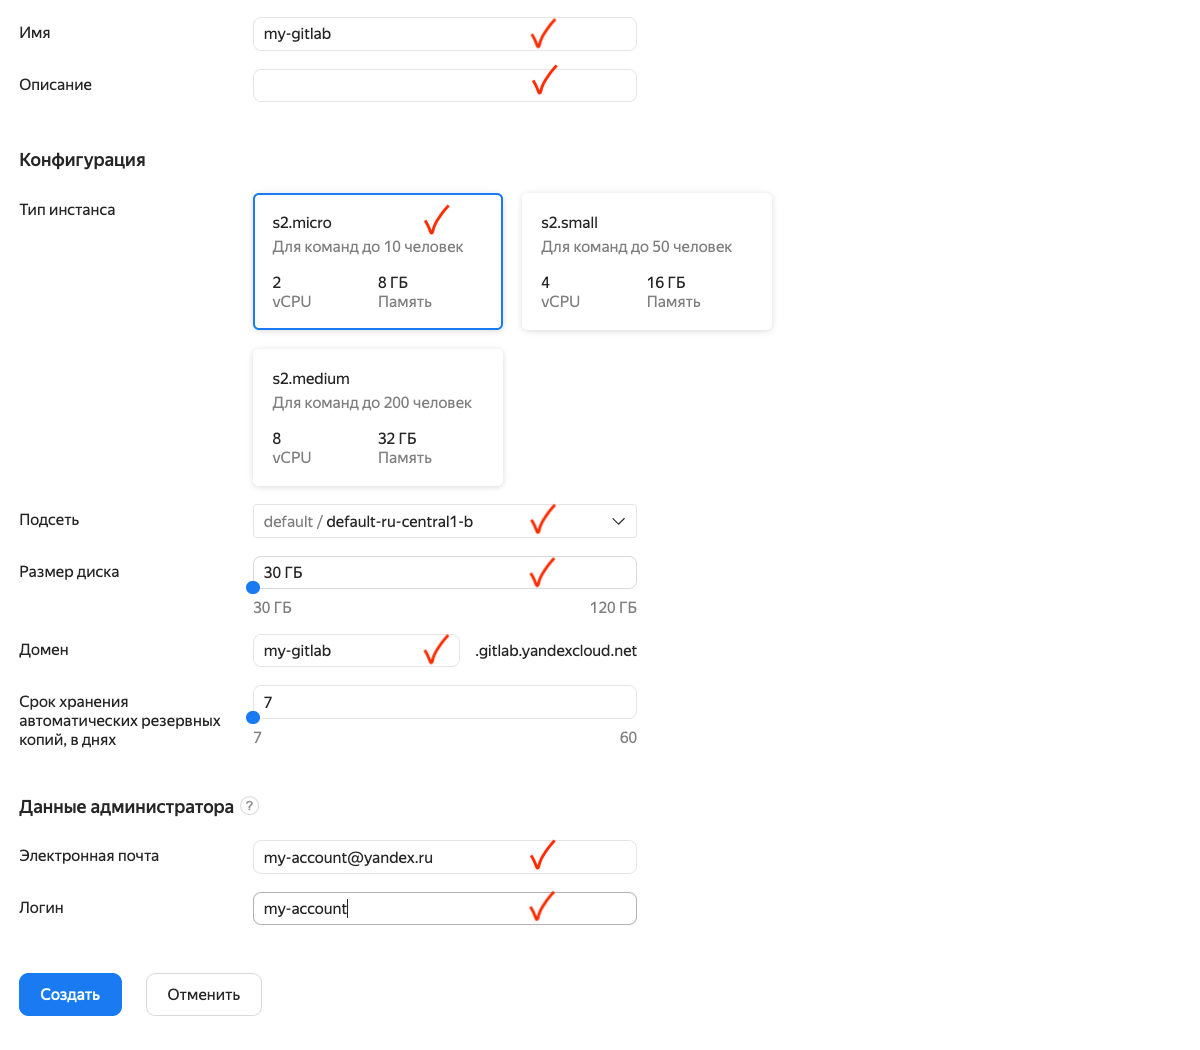 Имя
my-gitlab
Описание
Конфигурация
Тип инстанса
s2.micro
Для команд до 10 человек
2
vCPU
8 ГБ
Память
s2.small
Для команд до 50 человек
4
vCPU
16 ГБ
Память
s2.medium
Для команд до 200 человек
8
vCPU
32 ГБ
Память
Подсеть
default / default-ru-central1-b
Размер диска
30 ГБ
30 ГБ
120 ГБ
Домен
my-gitlab
.gitlab.yandexcloud.net
Срок хранения
автоматических резервных
копий, в днях
7
7
60
Данные администратора ?
Электронная почта
my-account@yandex.ru
Логин
my-account
Создать
Отменить